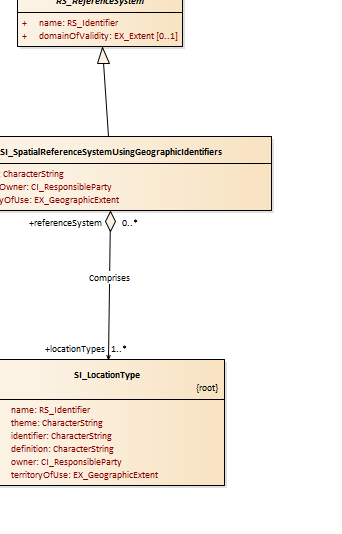 RS_ReferenceSystem
+ name: RS_Identifier
+ domainOfValidity: EX_Extent [0..1]
SI_SpatialReferenceSystemUsingGeographicIdentifiers
: CharacterString
Owner: CI_ResponsibleParty
yOfUse: EX_GeographicExtent
+referenceSystem 0..*
Comprises
+locationTypes 1..*
SI_LocationType
{root}
name: RS_Identifier
theme: CharacterString
identifier: CharacterString
definition: CharacterString
owner: CI_ResponsibleParty
territoryOfUse: EX_GeographicExtent